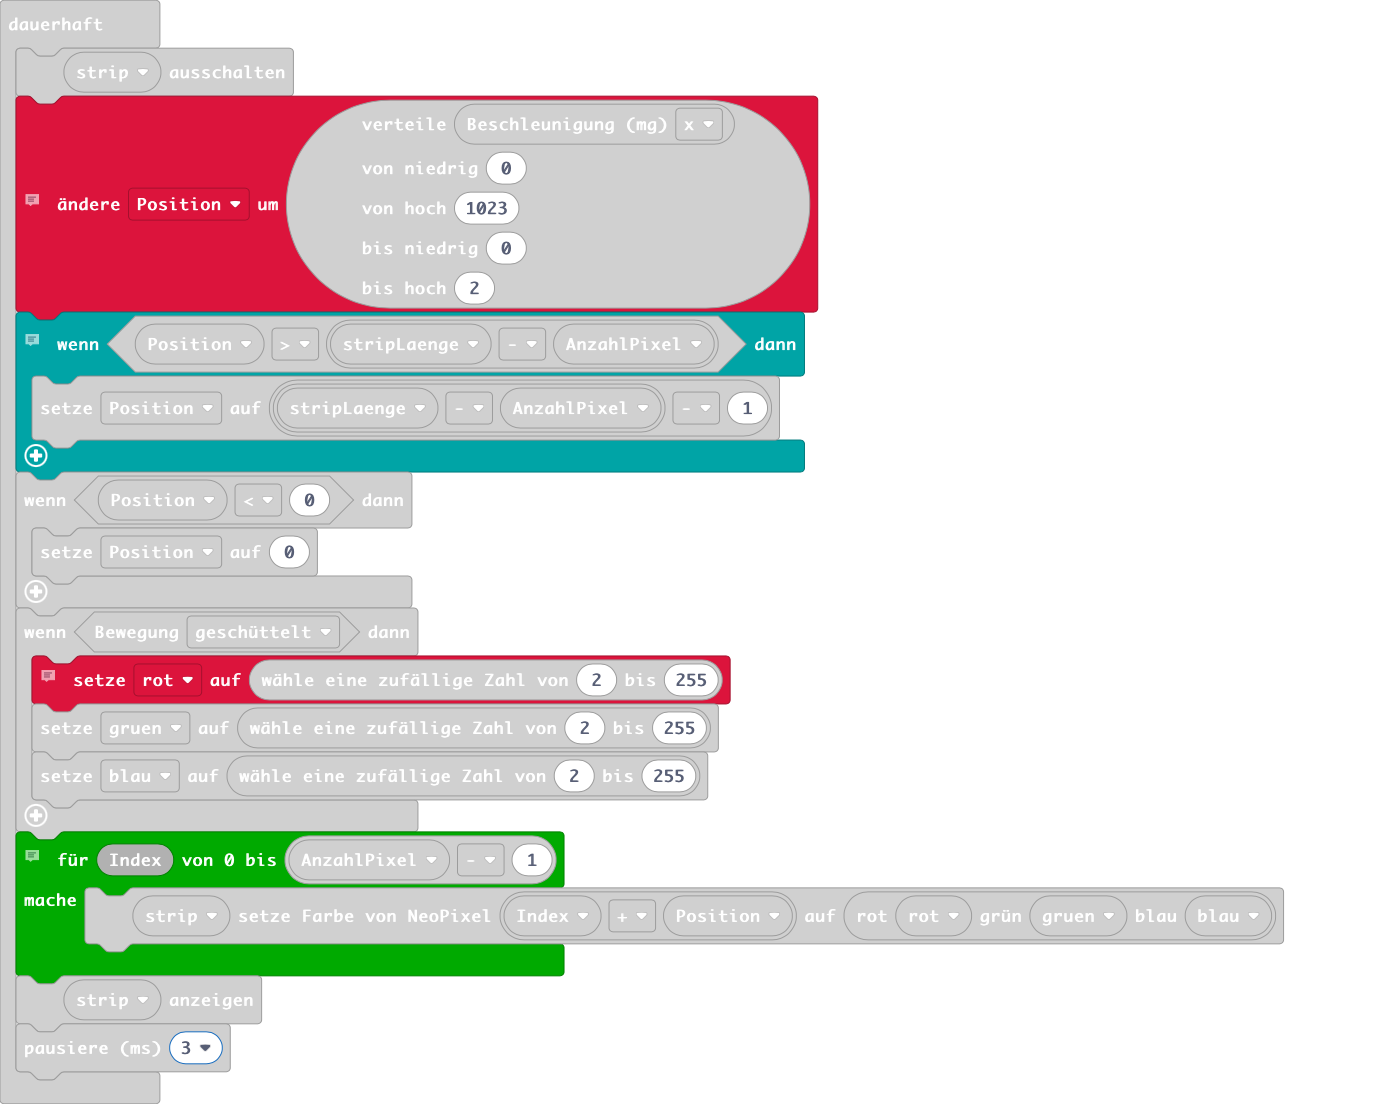 dauerhaft
strip ausschalten
verteile Beschleunigung (mg) x
von niedrig 0
ändere Position um
von hoch 1023
bis niedrig 0
bis hoch 2
wenn Position > stripLaenge - AnzahlPixel dann
setze Position auf stripLaenge - AnzahlPixel - 1
wenn Position < 0 dann
setze Position auf 0
wenn Bewegung geschüttelt dann
setze rot auf wähle eine zufällige Zahl von 2 bis 255
setze gruen auf wähle eine zufällige Zahl von 2 bis 255
setze blau auf wähle eine zufällige Zahl von 2 bis 255
für Index von 0 bis AnzahlPixel - 1
mache
strip setze Farbe von NeoPixel Index + Position auf rot rot grün gruen blau blau
strip anzeigen
pausiere (ms) 3